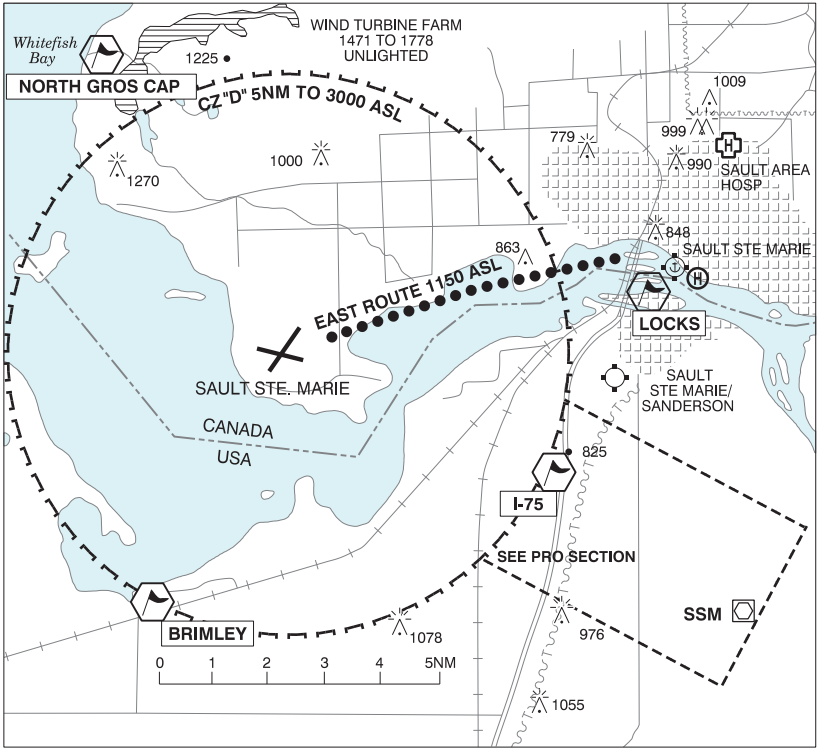 WIND TURBINE FARM
1471 TO 1778
UNLIGHTED
Whitefish
Bay
1225
NORTH GROS CAP
CZ "D" 5NM TO 3000 ASL
1009
999
779
990
1000
1270
SAULT AREA
HOSP
H
848
863
SAULT STE MARIE
H
EAST ROUTE 1150 ASL
LOCKS
SAULT STE. MARIE
SAULT
STE MARIE/
SANDERSON
CANADA
USA
825
I-75
SEE PRO SECTION
SSM
BRIMLEY
1078
976
0 1 2 3 4 5NM
1055